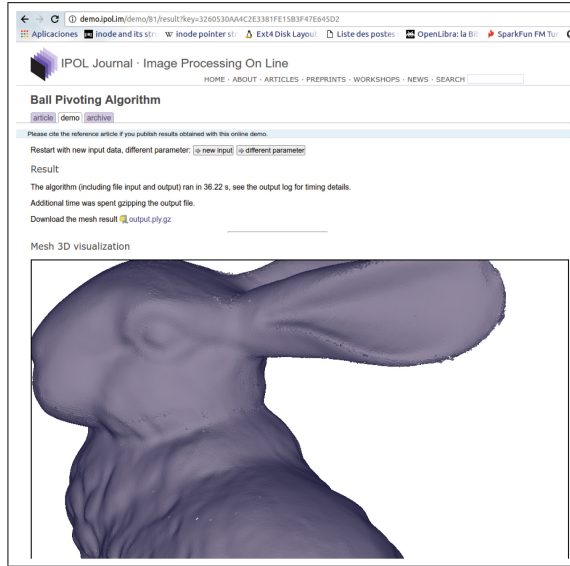 demo.ipol.im/demo/81/result?key=3260530AA4C2E3381FE15B3F47E645D2
Aplicaciones inode and its stru inode pointer str Ext4 Disk Layout Liste des postes OpenLibra: la Bib SparkFun FM Tun
IPOL Journal · Image Processing On Line
HOME · ABOUT · ARTICLES · PREPRINTS · WORKSHOPS · NEWS · SEARCH
Ball Pivoting Algorithm
article demo archive
Please cite the reference article if you publish results obtained with this online demo.
Restart with new input data, different parameter: new input different parameter
Result
The algorithm (including file input and output) ran in 36.22 s, see the output log for timing details.
Additional time was spent gzipping the output file.
Download the mesh result output.ply.gz
Mesh 3D visualization